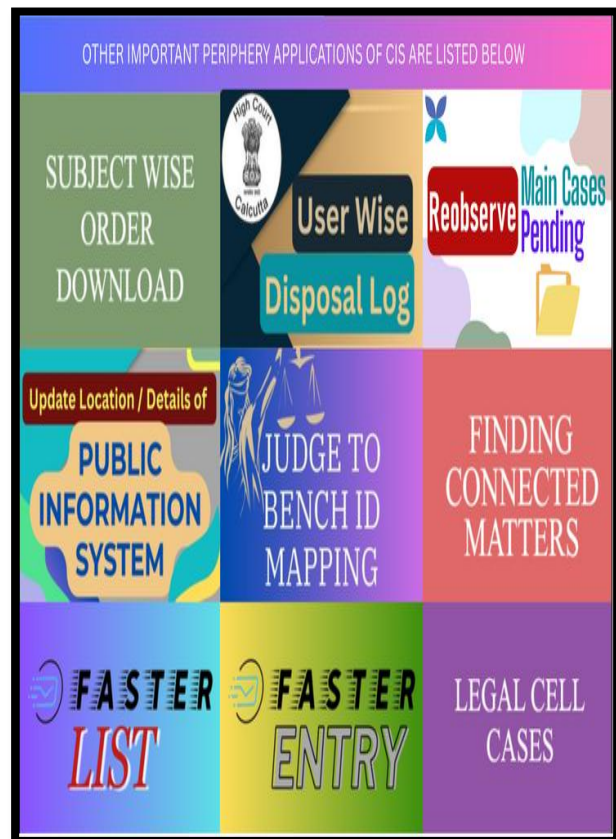 OTHER IMPORTANT PERIPHERY APPLICATIONS OF CIS ARE LISTED BELOW
SUBJECT WISE
ORDER
DOWNLOAD
High Court
Calcutta
User Wise
Disposal Log
Reobserve
Main Cases
Pending
Update Location / Details of
PUBLIC
INFORMATION
SYSTEM
JUDGE TO
BENCH ID
MAPPING
FINDING
CONNECTED
MATTERS
FASTER
LIST
FASTER
ENTRY
LEGAL CELL
CASES